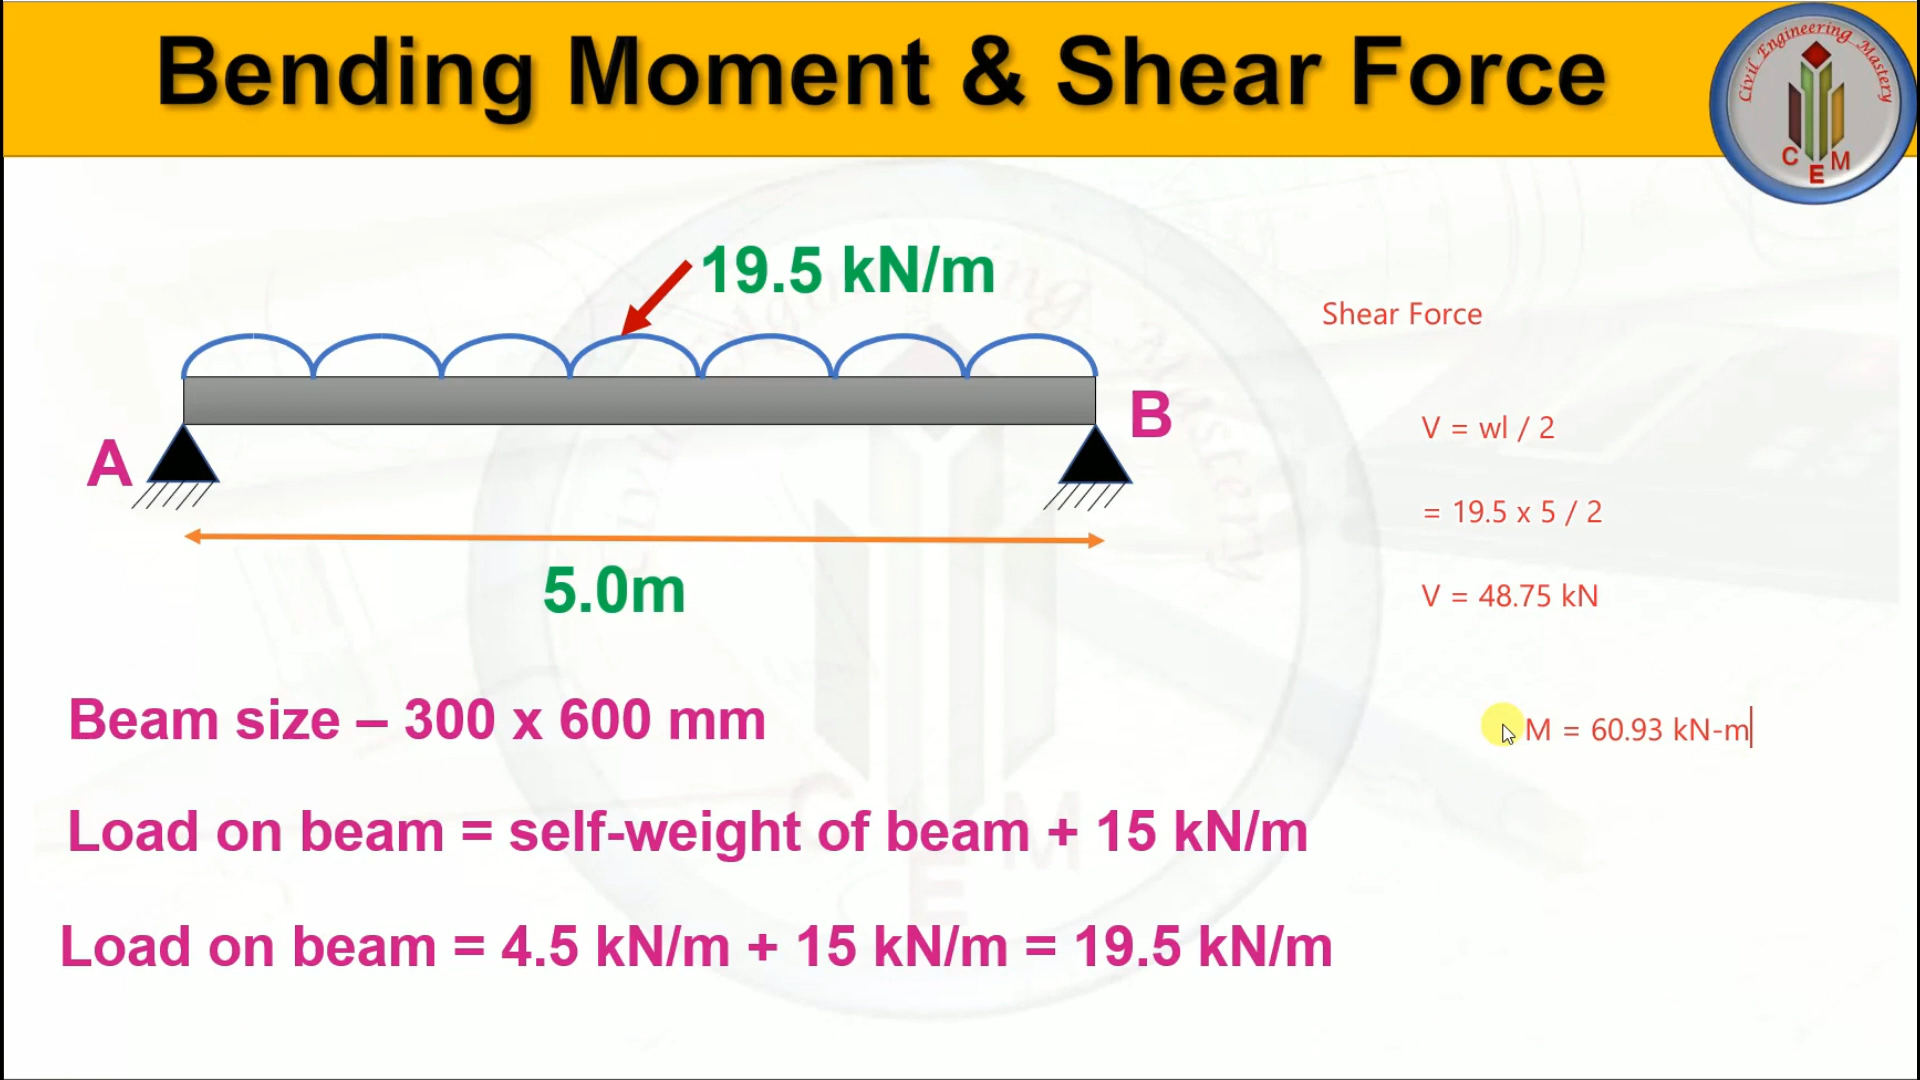 Bending Moment & Shear Force
Civil Engineering Mastery
C E M
19.5 kN/m
A
B
5.0m
Shear Force
V = wl / 2
= 19.5 x 5 / 2
V = 48.75 kN
M = 60.93 kN-m
Beam size – 300 x 600 mm
Load on beam = self-weight of beam + 15 kN/m
Load on beam = 4.5 kN/m + 15 kN/m = 19.5 kN/m